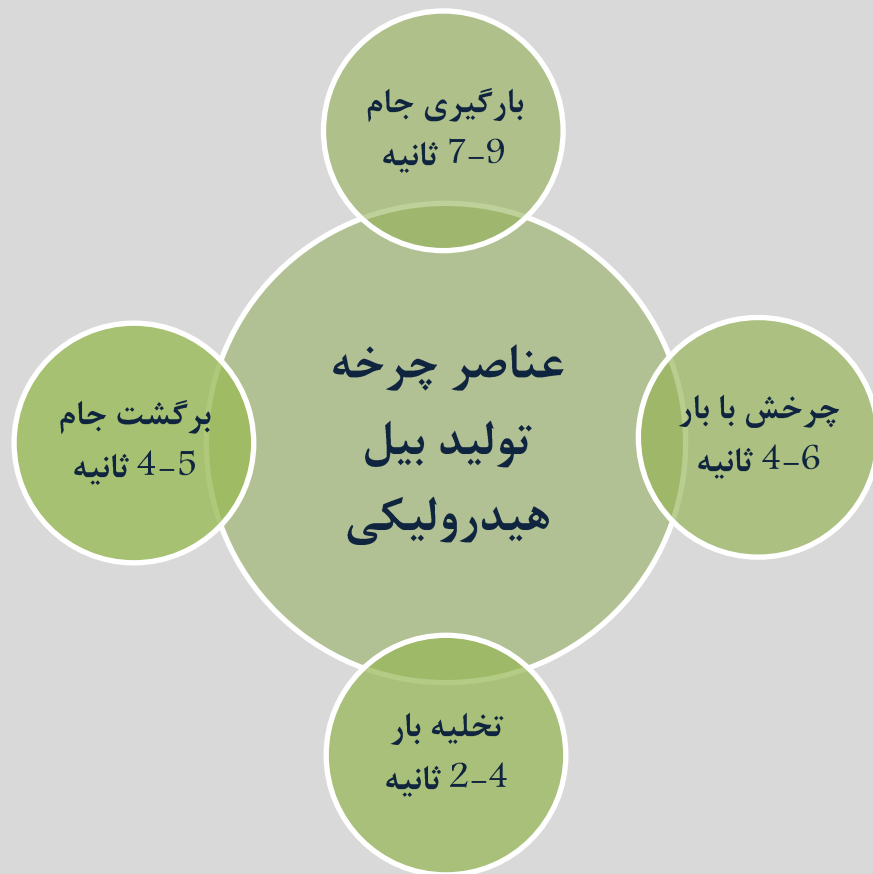 بارگیری جام
7-9 ثانیه
عناصر چرخه
تولید بیل
هیدرولیکی
چرخش با بار
4-6 ثانیه
تخلیه بار
2-4 ثانیه
برگشت جام
4-5 ثانیه